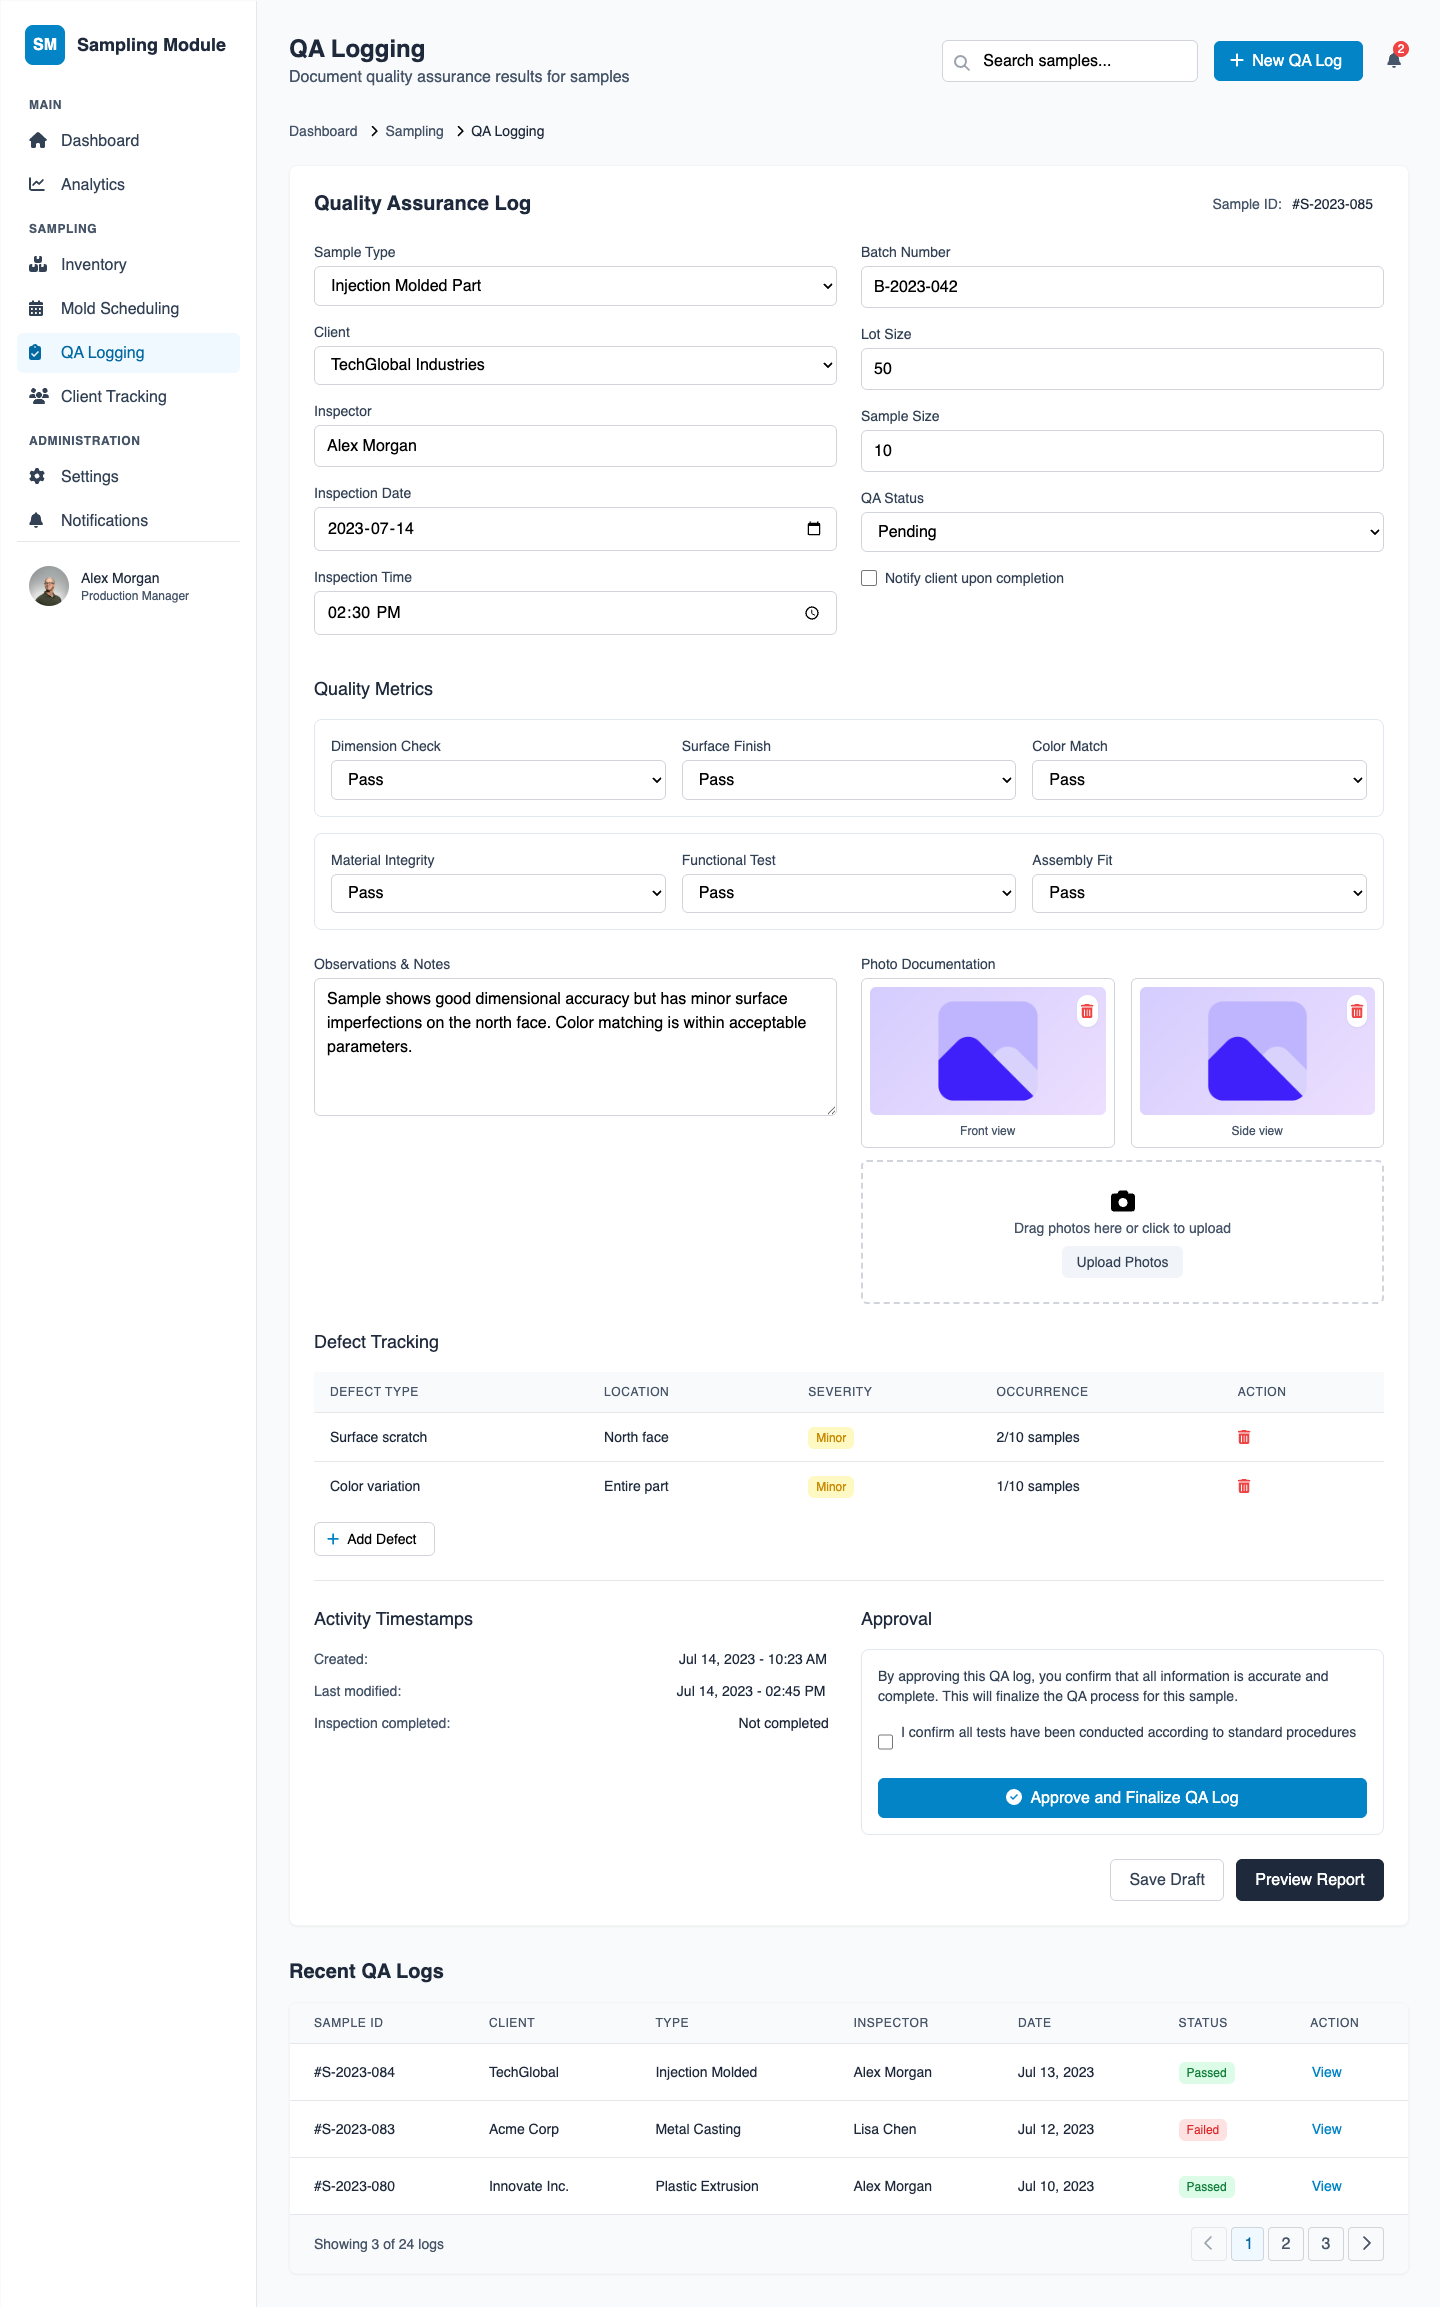 SM
Sampling Module
MAIN
Dashboard
Analytics
SAMPLING
Inventory
Mold Scheduling
QA Logging
Client Tracking
ADMINISTRATION
Settings
Notifications
Alex Morgan
Production Manager
QA Logging
Document quality assurance results for samples
Search samples...
New QA Log
2
Dashboard Sampling QA Logging
Quality Assurance Log
Sample ID: #S-2023-085
Sample Type
Injection Molded Part
Client
TechGlobal Industries
Inspector
Alex Morgan
Inspection Date
2023-07-14
Inspection Time
02:30 PM
Batch Number
B-2023-042
Lot Size
50
Sample Size
10
QA Status
Pending
Notify client upon completion
Quality Metrics
Dimension Check
Pass
Surface Finish
Pass
Color Match
Pass
Material Integrity
Pass
Functional Test
Pass
Assembly Fit
Pass
Observations & Notes
Sample shows good dimensional accuracy but has minor surface
imperfections on the north face. Color matching is within acceptable
parameters.
Photo Documentation
Front view
Side view
Drag photos here or click to upload
Upload Photos
Defect Tracking
DEFECT TYPE LOCATION SEVERITY OCCURRENCE ACTION
Surface scratch North face Minor 2/10 samples
Color variation Entire part Minor 1/10 samples
Add Defect
Activity Timestamps
Created: Jul 14, 2023 - 10:23 AM
Last modified: Jul 14, 2023 - 02:45 PM
Inspection completed: Not completed
Approval
By approving this QA log, you confirm that all information is accurate and
complete. This will finalize the QA process for this sample.
I confirm all tests have been conducted according to standard procedures
Approve and Finalize QA Log
Save Draft
Preview Report
Recent QA Logs
SAMPLE ID CLIENT TYPE INSPECTOR DATE STATUS ACTION
#S-2023-084 TechGlobal Injection Molded Alex Morgan Jul 13, 2023 Passed View
#S-2023-083 Acme Corp Metal Casting Lisa Chen Jul 12, 2023 Failed View
#S-2023-080 Innovate Inc. Plastic Extrusion Alex Morgan Jul 10, 2023 Passed View
Showing 3 of 24 logs
1 2 3